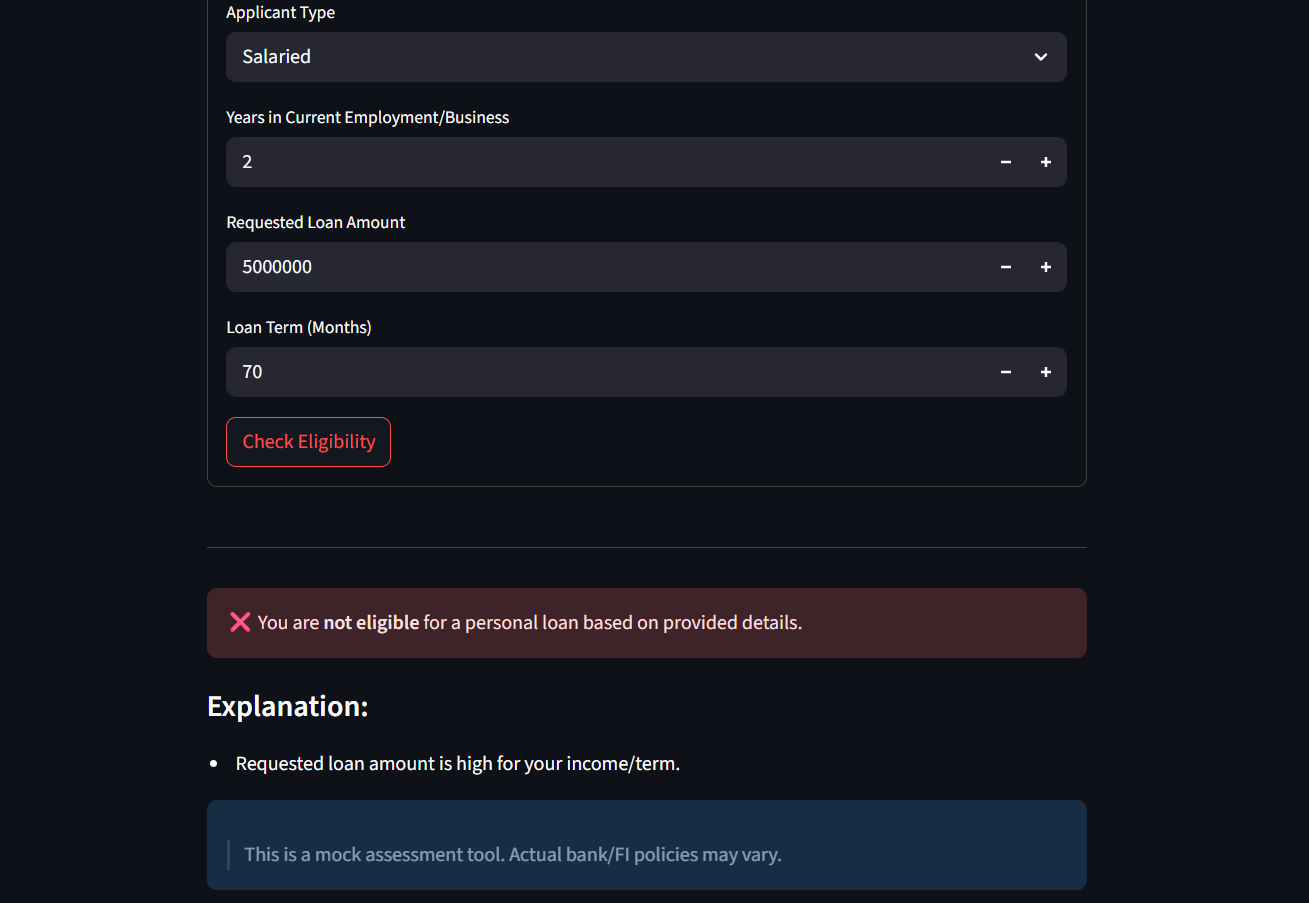 Applicant Type
Salaried
Years in Current Employment/Business
2
Requested Loan Amount
5000000
Loan Term (Months)
70
Check Eligibility
❌ You are not eligible for a personal loan based on provided details.
Explanation:
• Requested loan amount is high for your income/term.
This is a mock assessment tool. Actual bank/FI policies may vary.